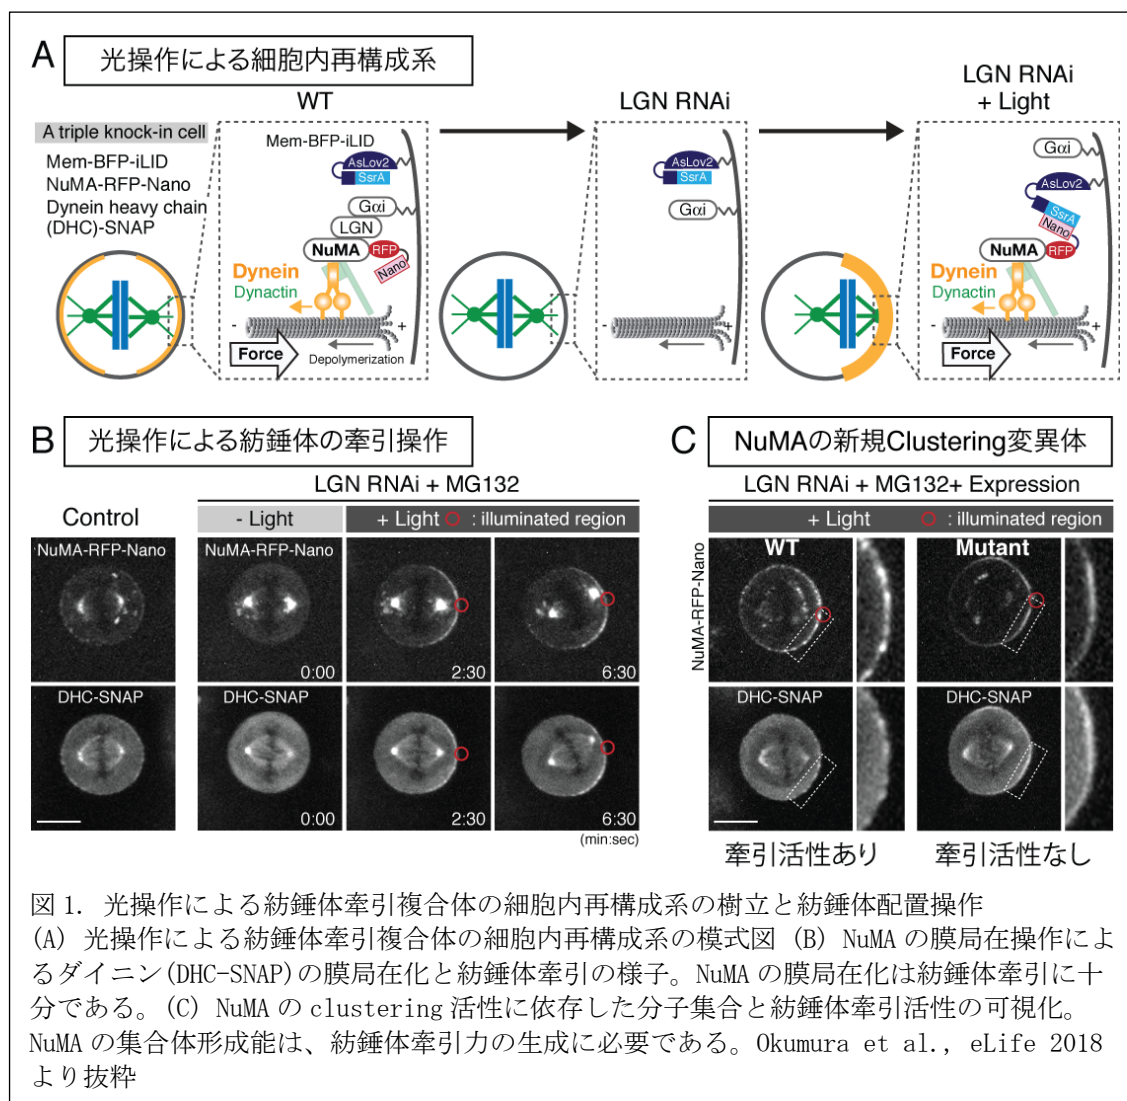 A 光操作による細胞内再構成系
WT
LGN RNAi
LGN RNAi
+ Light
A triple knock-in cell
Mem-BFP-iLID
NuMA-RFP-Nano
Dynein heavy chain
(DHC)-SNAP
Mem-BFP-iLID
AsLov2
SsrA
Gαi
LGN
NuMA
RFP
Nano
Dynein
Dynactin
-
+
Force
Depolymerization
AsLov2
SsrA
Gαi
-
+
Gαi
AsLov2
SsrA
Nano
NuMA
RFP
Dynein
Dynactin
-
+
Force
B 光操作による紡錘体の牽引操作
LGN RNAi + MG132
Control
- Light
+ Light : illuminated region
NuMA-RFP-Nano
NuMA-RFP-Nano
0:00
2:30
6:30
DHC-SNAP
DHC-SNAP
0:00
2:30
6:30
(min:sec)
C NuMAの新規Clustering変異体
LGN RNAi + MG132+ Expression
+ Light : illuminated region
NuMA-RFP-Nano
WT
Mutant
DHC-SNAP
DHC-SNAP
牽引活性あり
牽引活性なし
図 1. 光操作による紡錘体牽引複合体の細胞内再構成系の樹立と紡錘体配置操作
(A) 光操作による紡錘体牽引複合体の細胞内再構成系の模式図 (B) NuMA の膜局在操作によ
るダイニン(DHC-SNAP)の膜局在化と紡錘体牽引の様子。NuMA の膜局在化は紡錘体牽引に十
分である。(C) NuMA の clustering 活性に依存した分子集合と紡錘体牽引活性の可視化。
NuMA の集合体形成能は、紡錘体牽引力の生成に必要である。Okumura et al., eLife 2018
より抜粋